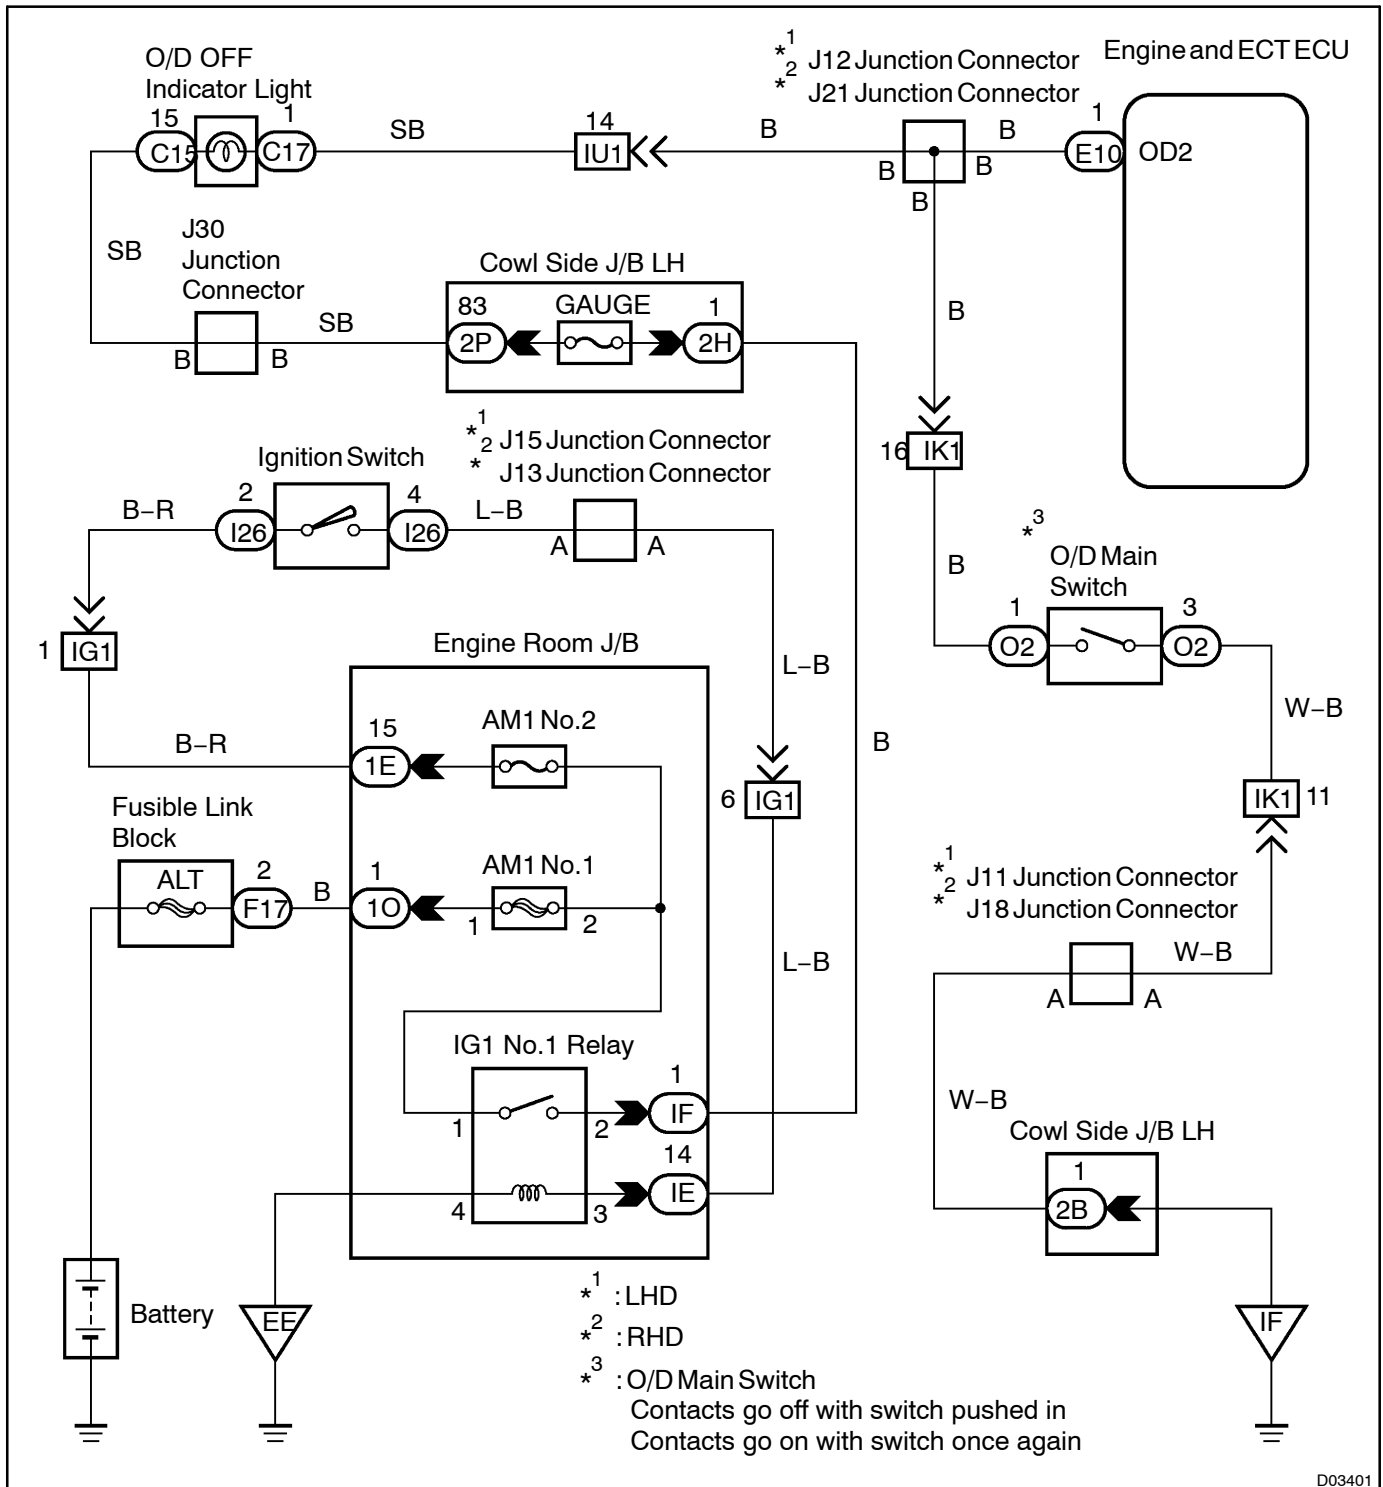 O/D OFF
Indicator Light
*1 J12 Junction Connector
*2 J21 Junction Connector
Engine and ECT ECU
15
C15
1
C17
SB
14
IU1
B
B
B
B
B
1
E10
OD2
SB
J30
Junction
Connector
SB
B
B
Cowl Side J/B LH
83
2P
GAUGE
1
2H
B
16
IK1
*1
*2 J15 Junction Connector
* J13 Junction Connector
Ignition Switch
B–R
2
I26
4
I26
L–B
A
A
*3
O/D Main
Switch
B
1
O2
3
O2
W–B
1
IG1
Engine Room J/B
L–B
B–R
15
1E
AM1 No.2
B
6
IG1
IK1
11
Fusible Link
Block
ALT
2
F17
B
1
1O
AM1 No.1
1
2
L–B
*1 J11 Junction Connector
*2 J18 Junction Connector
W–B
A
A
IG1 No.1 Relay
1
2
1
IF
14
IE
4
3
W–B
Cowl Side J/B LH
1
2B
Battery
EE
IF
*1 : LHD
*2 : RHD
*3 : O/D Main Switch
Contacts go off with switch pushed in
Contacts go on with switch once again
D03401